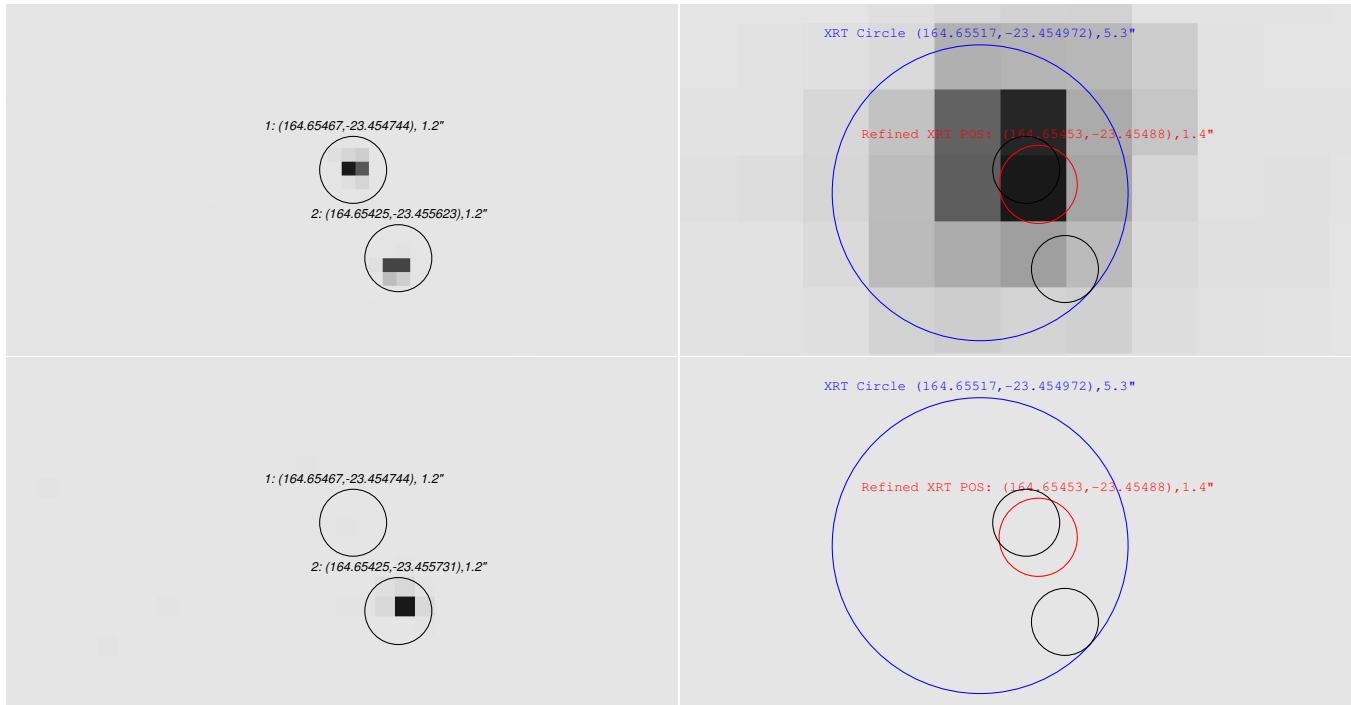 1: (164.65467,-23.454744), 1.2"
2: (164.65425,-23.455623),1.2"
XRT Circle (164.65517,-23.454972),5.3"
Refined XRT POS: (164.65453,-23.45488),1.4"
1: (164.65467,-23.454744), 1.2"
2: (164.65425,-23.455731),1.2"
XRT Circle (164.65517,-23.454972),5.3"
Refined XRT POS: (164.65453,-23.45488),1.4"